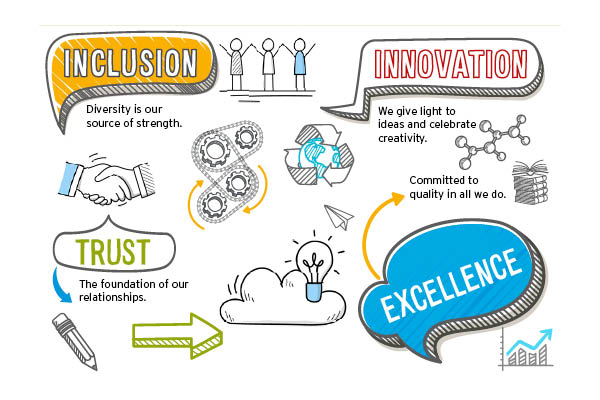 INCLUSION
Diversity is our
source of strength.
INNOVATION
We give light to
ideas and celebrate
creativity.
TRUST
The foundation of our
relationships.
Committed to
quality in all we do.
EXCELLENCE